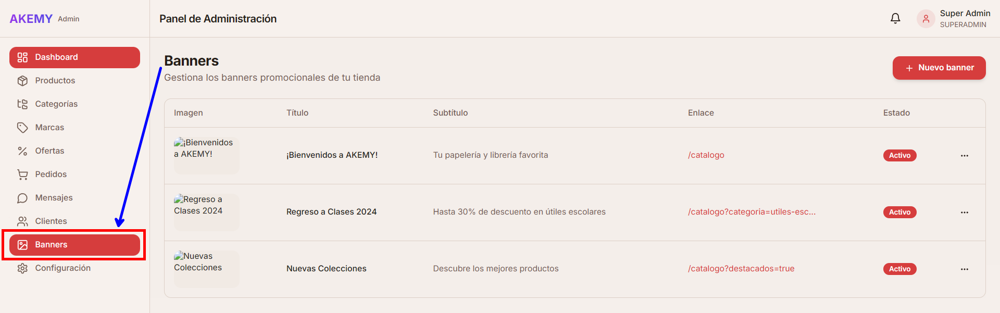 AKEMY Admin
Panel de Administración
Super Admin
SUPERADMIN
Dashboard
Productos
Categorías
Marcas
Ofertas
Pedidos
Mensajes
Clientes
Banners
Configuración
Banners
Gestiona los banners promocionales de tu tienda
+ Nuevo banner
Imagen Título Subtítulo Enlace Estado
¡Bienvenidos
a AKEMY!
¡Bienvenidos a AKEMY! Tu papelería y librería favorita /catalogo Activo ...
Regreso a
Clases 2024
Regreso a Clases 2024 Hasta 30% de descuento en útiles escolares /catalogo?categoria=utiles-esc... Activo ...
Nuevas
Colecciones
Nuevas Colecciones Descubre los mejores productos /catalogo?destacados=true Activo ...